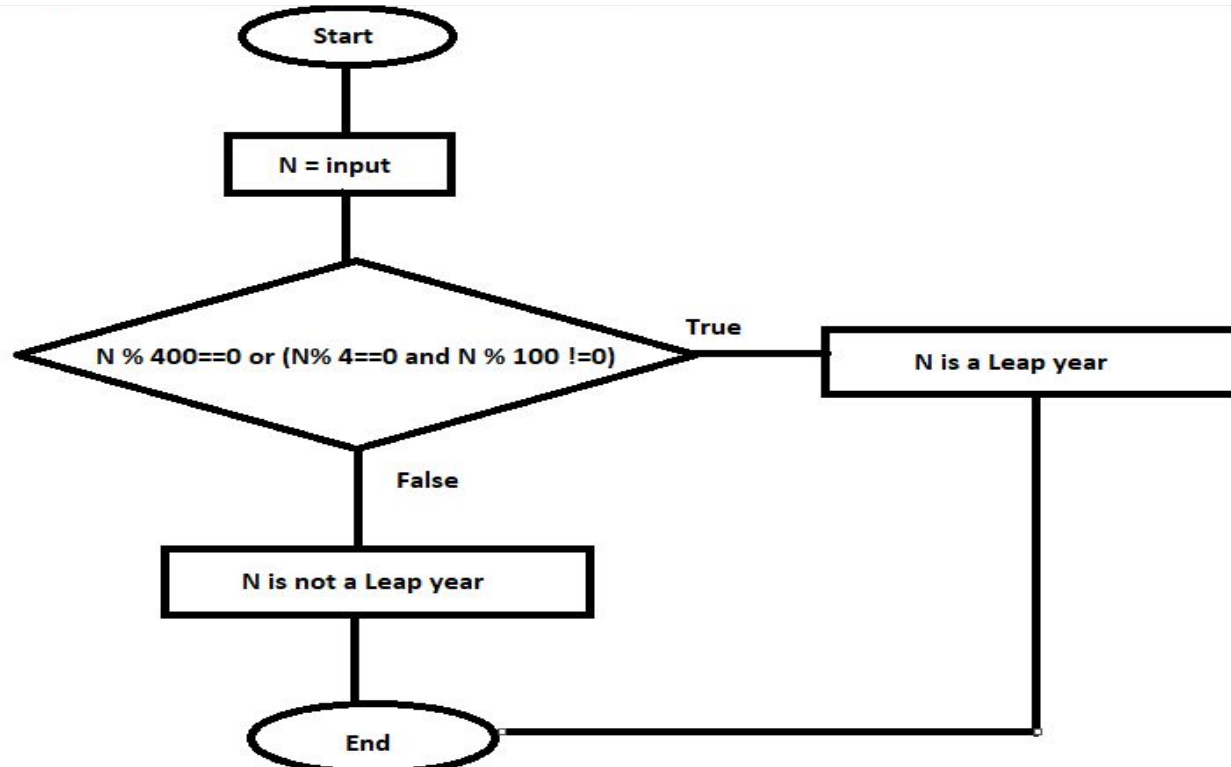 Start
N = input
N % 400==0 or (N% 4==0 and N % 100 !=0)
True
N is a Leap year
False
N is not a Leap year
End